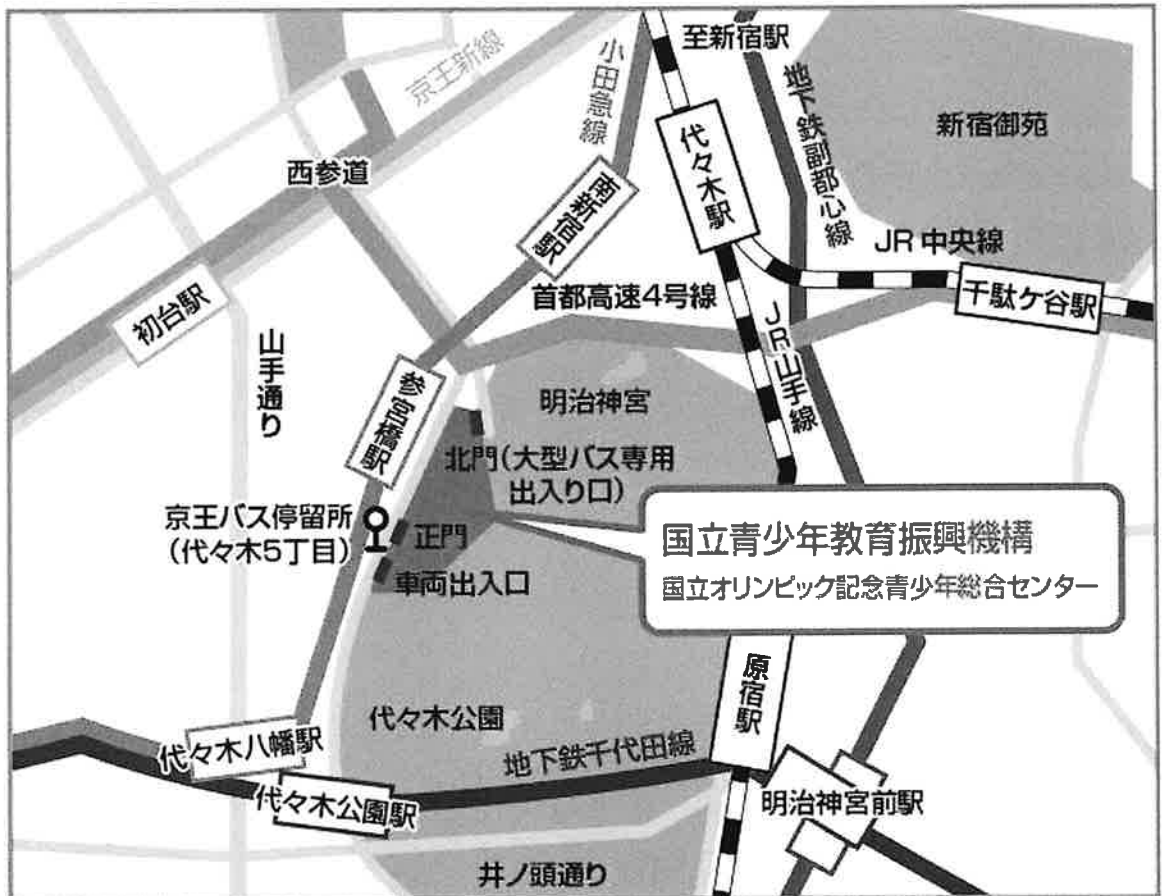 至新宿駅
京王新線
小田急線
地下鉄副都心線
新宿御苑
代々木駅
西参道
南新宿駅
JR中央線
千駄ケ谷駅
首都高速4号線
初台駅
山手通り
JR山手線
参宮橋駅
明治神宮
北門(大型バス専用
出入り口)
京王バス停留所
(代々木5丁目)
正門
車両出入口
国立青少年教育振興機構
国立オリンピック記念青少年総合センター
原宿駅
代々木公園
代々木八幡駅
地下鉄千代田線
代々木公園駅
明治神宮前駅
井ノ頭通り